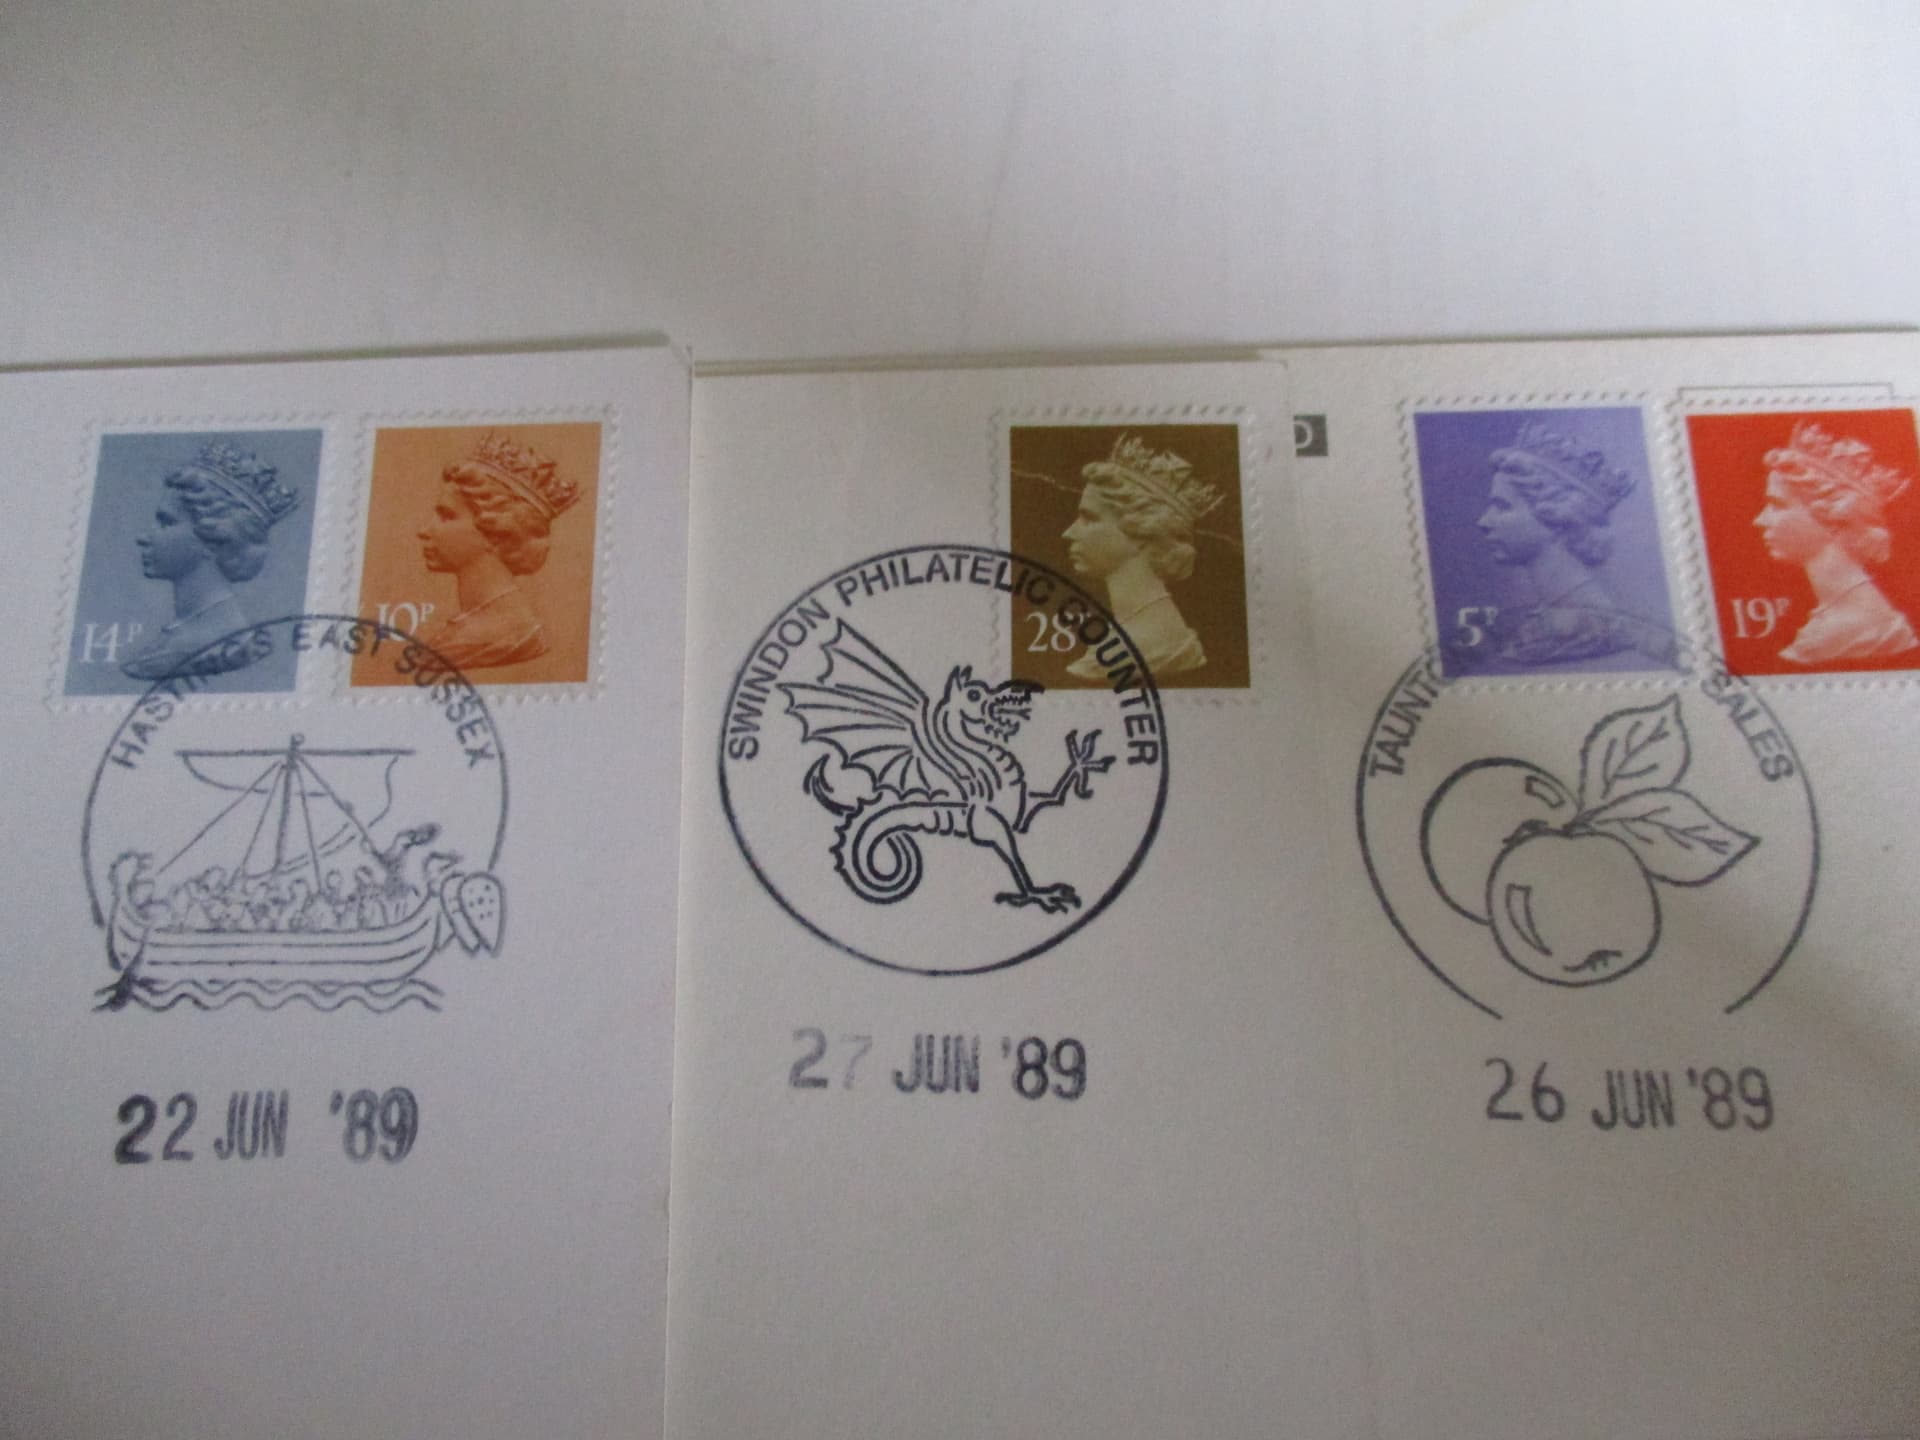 14P
10P
HASTINGS EAST SUSSEX
22 JUN '89
28P
SWINDON PHILATELIC COUNTER
27 JUN '89
5P
19P
TAUNTON SALES
26 JUN '89